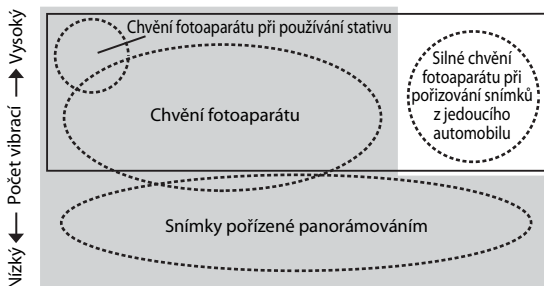 Vysoký
Počet vibrací
Nízký
Chvění fotoaparátu při používání stativu
Silné chvění
fotoaparátu při
pořizování snímků
z jedoucího
automobilu
Chvění fotoaparátu
Snímky pořízené panorámováním